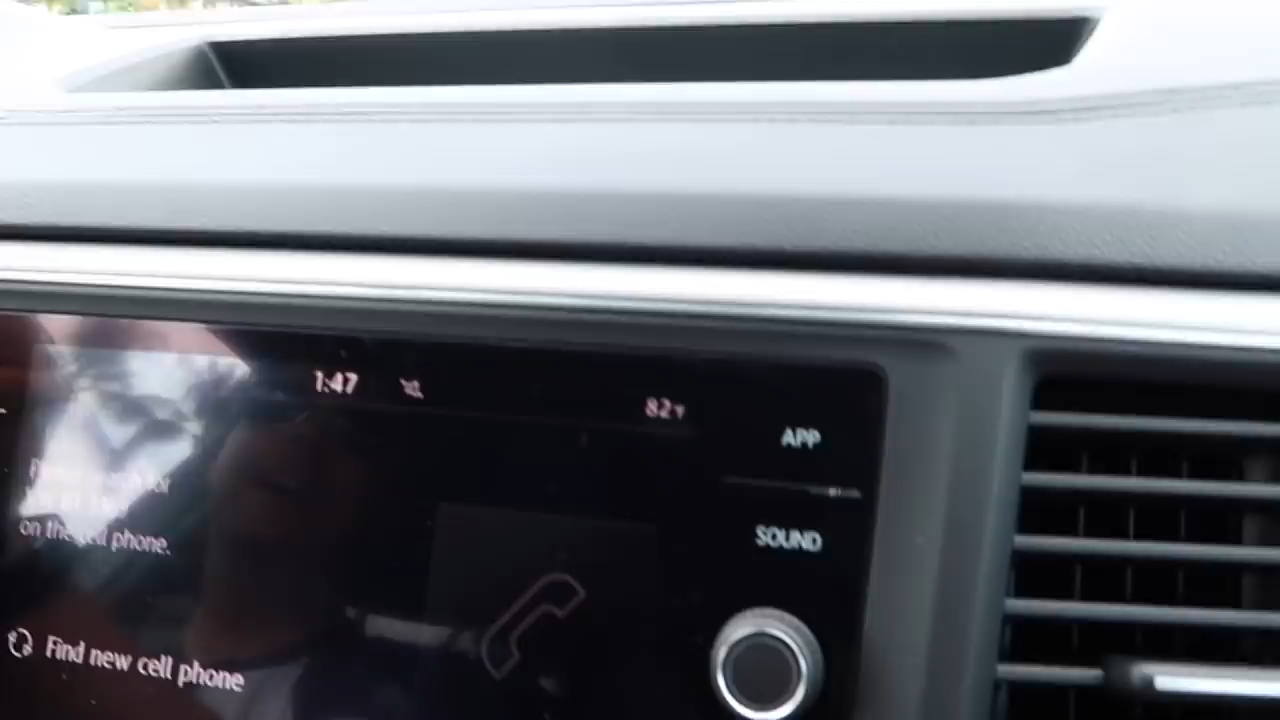 1:47
82°F
APP
SOUND
on the cell phone.
Find new cell phone